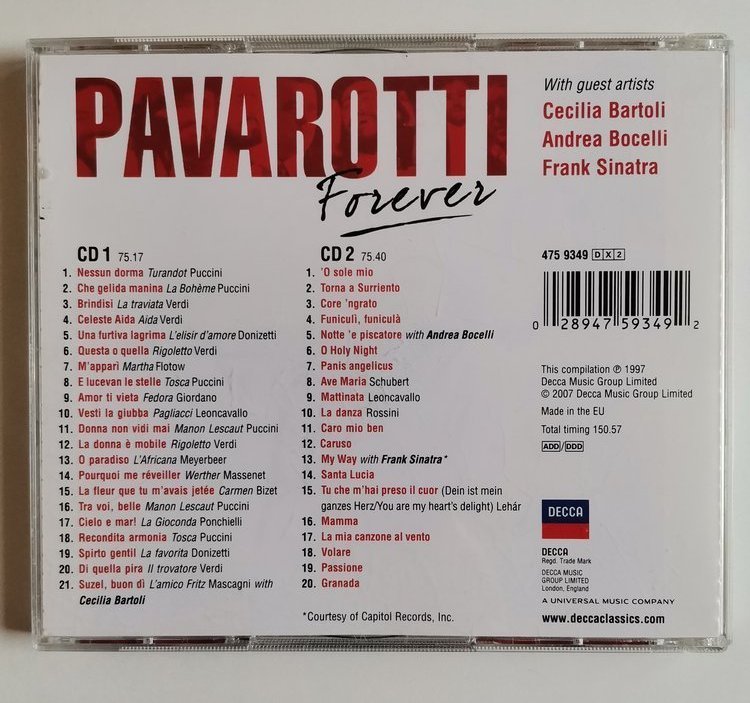 PAVAROTTI
Forever
With guest artists
Cecilia Bartoli
Andrea Bocelli
Frank Sinatra
CD 1 75.17
1. Nessun dorma Turandot Puccini
2. Che gelida manina La Bohème Puccini
3. Brindisi La traviata Verdi
4. Celeste Aida Aida Verdi
5. Una furtiva lagrima L'elisir d'amore Donizetti
6. Questa o quella Rigoletto Verdi
7. M'appari Martha Flotow
8. E lucevan le stelle Tosca Puccini
9. Amor ti vieta Fedora Giordano
10. Vesti la giubba Pagliacci Leoncavallo
11. Donna non vidi mai Manon Lescaut Puccini
12. La donna è mobile Rigoletto Verdi
13. O paradiso L'Africana Meyerbeer
14. Pourquoi me réveiller Werther Massenet
15. La fleur que tu m'avais jetée Carmen Bizet
16. Tra voi, belle Manon Lescaut Puccini
17. Cielo e mar! La Gioconda Ponchielli
18. Recondita armonia Tosca Puccini
19. Spirto gentil La favorita Donizetti
20. Di quella pira Il trovatore Verdi
21. Suzel, buon dì L'amico Fritz Mascagni with
Cecilia Bartoli
CD 2 75.40
1. 'O sole mio
2. Torna a Surriento
3. Core 'ngrato
4. Funiculì, funiculà
5. Notte 'e piscatore with Andrea Bocelli
6. O Holy Night
7. Panis angelicus
8. Ave Maria Schubert
9. Mattinata Leoncavallo
10. La danza Rossini
11. Caro mio ben
12. Caruso
13. My Way with Frank Sinatra*
14. Santa Lucia
15. Tu che m'hai preso il cuor (Dein ist mein
ganzes Herz/You are my heart's delight) Lehár
16. Mamma
17. La mia canzone al vento
18. Volare
19. Passione
20. Granada
*Courtesy of Capitol Records, Inc.
475 9349 DX2
0 28947 59349 2
This compilation ℗ 1997
Decca Music Group Limited
© 2007 Decca Music Group Limited
Made in the EU
Total timing 150.57
ADD/DDD
DECCA
DECCA
Regd. Trade Mark
DECCA MUSIC
GROUP LIMITED
London, England
A UNIVERSAL MUSIC COMPANY
www.deccaclassics.com